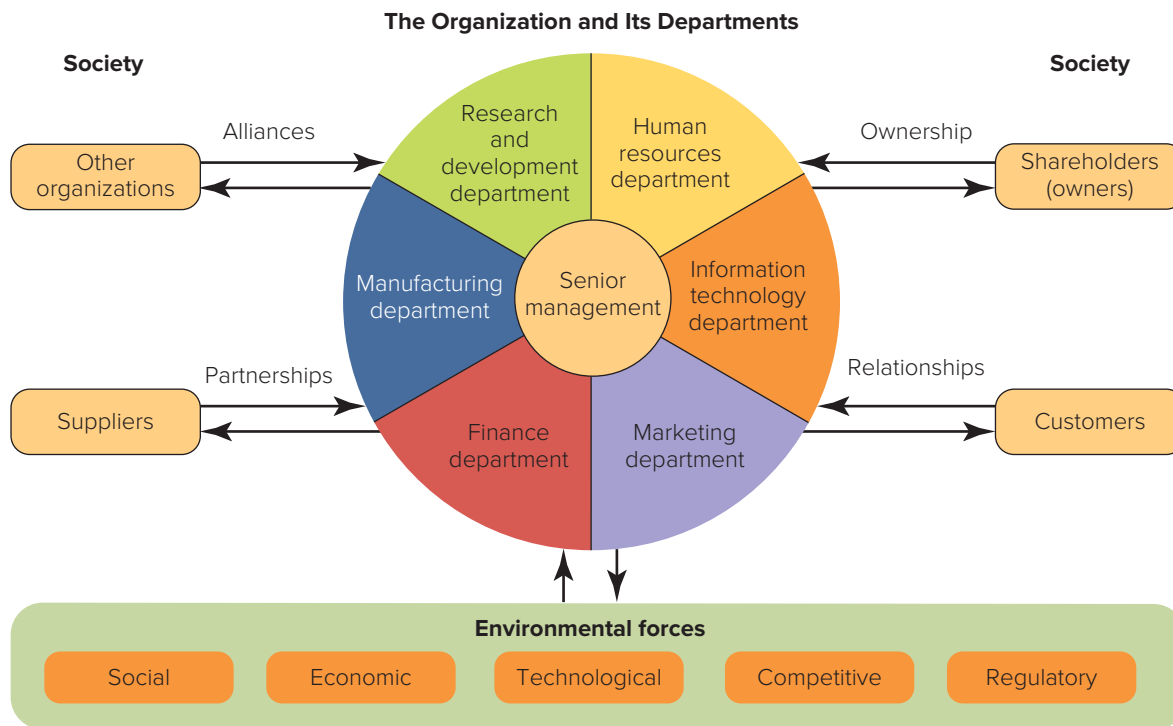 The Organization and Its Departments
Society
Society
Alliances
Other
organizations
Research
and
development
department
Human
resources
department
Ownership
Shareholders
(owners)
Manufacturing
department
Senior
management
Information
technology
department
Partnerships
Suppliers
Finance
department
Marketing
department
Relationships
Customers
Environmental forces
Social
Economic
Technological
Competitive
Regulatory